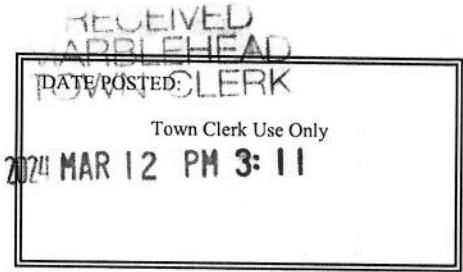 RECEIVED
MARBLEHEAD
TOWN CLERK
DATE POSTED:
Town Clerk Use Only
2024 MAR 12 PM 3: 11